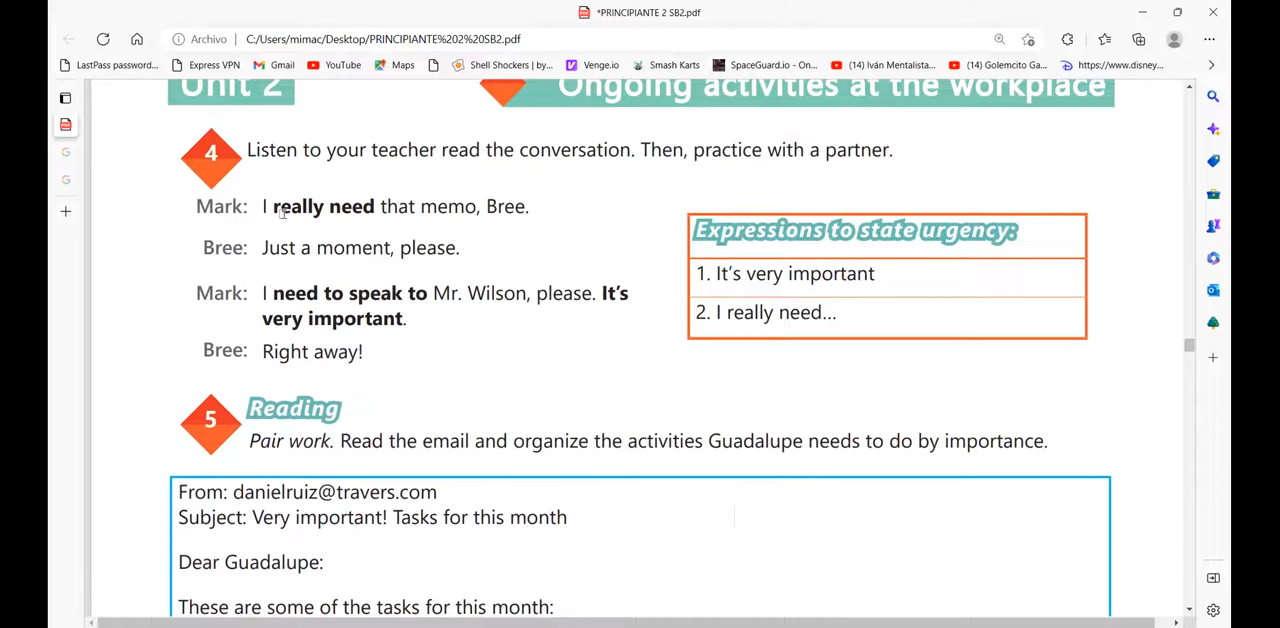 *PRINCIPIANTE 2 SB2.pdf
Archivo C:/Users/mimac/Desktop/PRINCIPIANTE%202%20SB2.pdf
LastPass password... Express VPN Gmail YouTube Maps Shell Shockers | by... Venge.io Smash Karts SpaceGuard.io - On... (14) Iván Mentalista... (14) Golemcito Ga... https://www.disney...
Unit 2 Ongoing activities at the workplace
4 Listen to your teacher read the conversation. Then, practice with a partner.
Mark: I really need that memo, Bree.
Bree: Just a moment, please.
Mark: I need to speak to Mr. Wilson, please. It's
very important.
Bree: Right away!
Expressions to state urgency:
1. It's very important
2. I really need...
5 Reading
Pair work. Read the email and organize the activities Guadalupe needs to do by importance.
From: danielruiz@travers.com
Subject: Very important! Tasks for this month
Dear Guadalupe:
These are some of the tasks for this month: